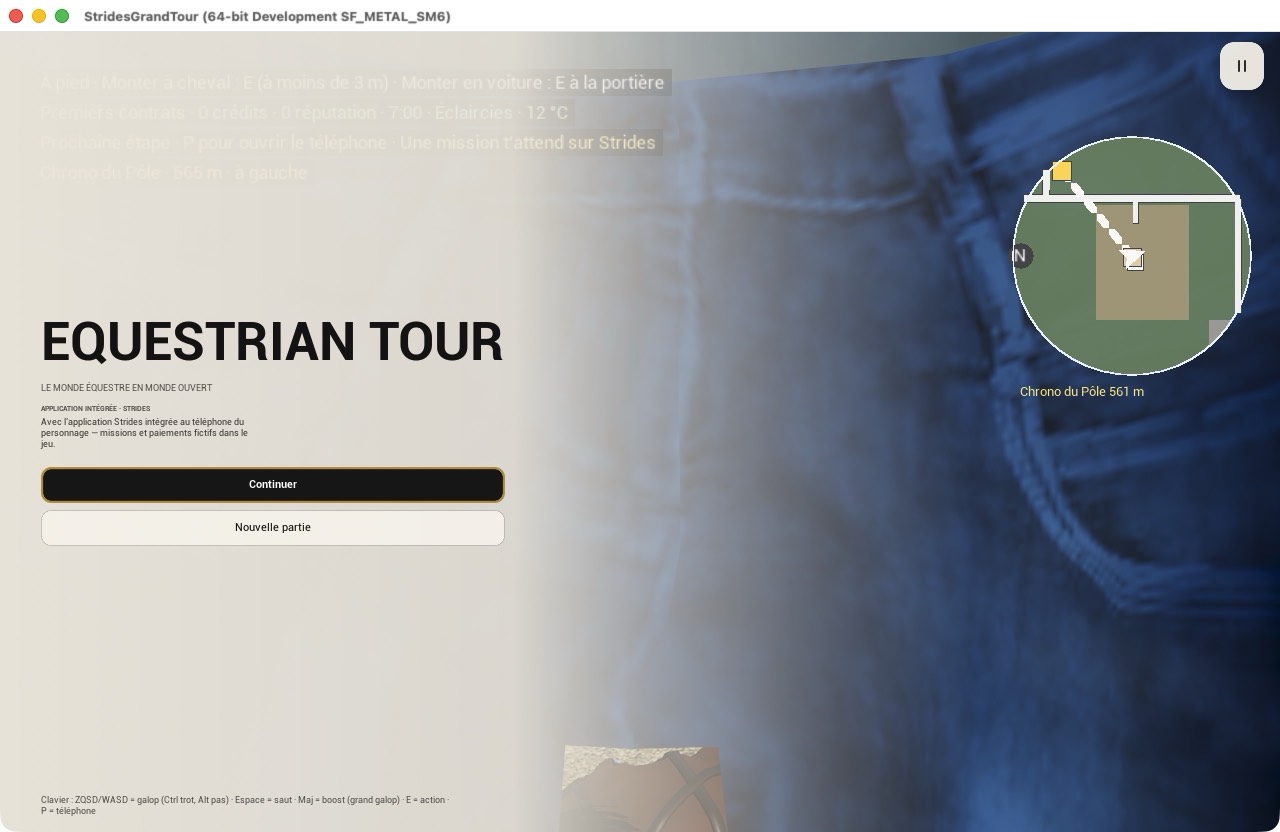 StridesGrandTour (64-bit Development SF_METAL_SM6)
A pied · Monter à cheval : E (à moins de 3 m) · Monter en voiture : E à la portière
Premiers contrats · 0 crédits · 0 réputation · 7:00 · Eclaircies · 12 °C
Prochaine étape · P pour ouvrir le téléphone · Une mission t'attend sur Strides
Chrono du Pôle · 565 m · à gauche
N
Chrono du Pôle 561 m
EQUESTRIAN TOUR
LE MONDE ÉQUESTRE EN MONDE OUVERT
APPLICATION INTÉGRÉE · STRIDES
Avec l'application Strides intégrée au téléphone du
personnage — missions et paiements fictifs dans le
jeu.
Continuer
Nouvelle partie
Clavier : ZQSD/WASD = galop (Ctrl trot, Alt pas) · Espace = saut · Maj = boost (grand galop) · E = action ·
P = téléphone